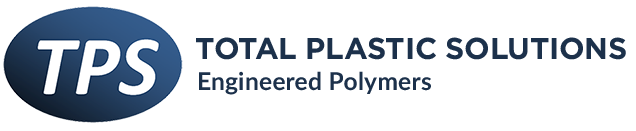 TPS
TOTAL PLASTIC SOLUTIONS
Engineered Polymers